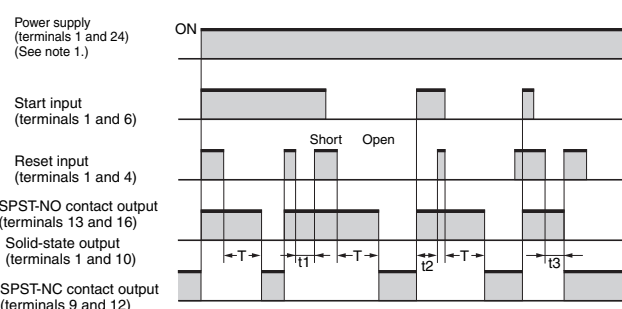 Power supply
(terminals 1 and 24)
(See note 1.)
ON
Start input
(terminals 1 and 6)
Short Open
Reset input
(terminals 1 and 4)
SPST-NO contact output
(terminals 13 and 16)
Solid-state output
(terminals 1 and 10)
T
t1
T
t2
T
t3
SPST-NC contact output
(terminals 9 and 12)